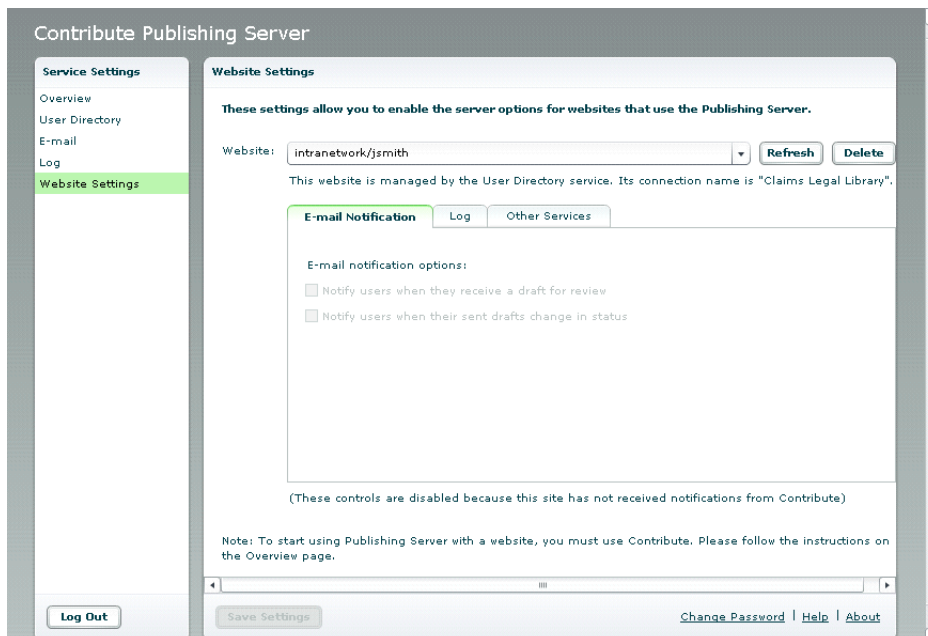 Contribute Publishing Server
Service Settings
Overview
User Directory
E-mail
Log
Website Settings
Log Out
Website Settings
These settings allow you to enable the server options for websites that use the Publishing Server.
Website: intranetwork/jsmith Refresh Delete
This website is managed by the User Directory service. Its connection name is "Claims Legal Library".
E-mail Notification Log Other Services
E-mail notification options:
Notify users when they receive a draft for review
Notify users when their sent drafts change in status
(These controls are disabled because this site has not received notifications from Contribute)
Note: To start using Publishing Server with a website, you must use Contribute. Please follow the instructions on
the Overview page.
Save Settings Change Password | Help | About